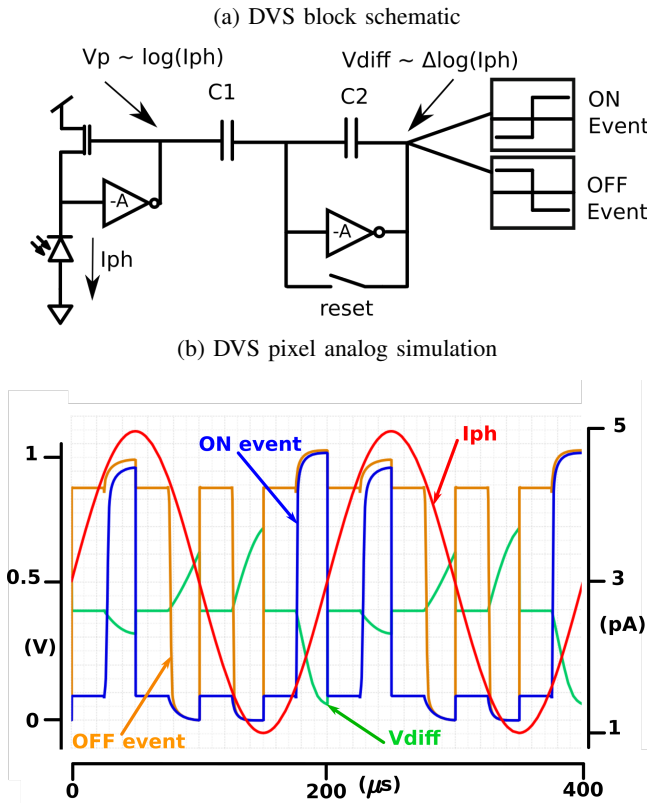 (a) DVS block schematic
Vp ~ log(Iph)
Vdiff ~ Δlog(Iph)
C1
C2
ON
Event
-A
-A
OFF
Event
Iph
reset
(b) DVS pixel analog simulation
1
ON event
Iph
5
0.5
3
(V)
(pA)
0
OFF event
Vdiff
1
0
200
(μs)
400